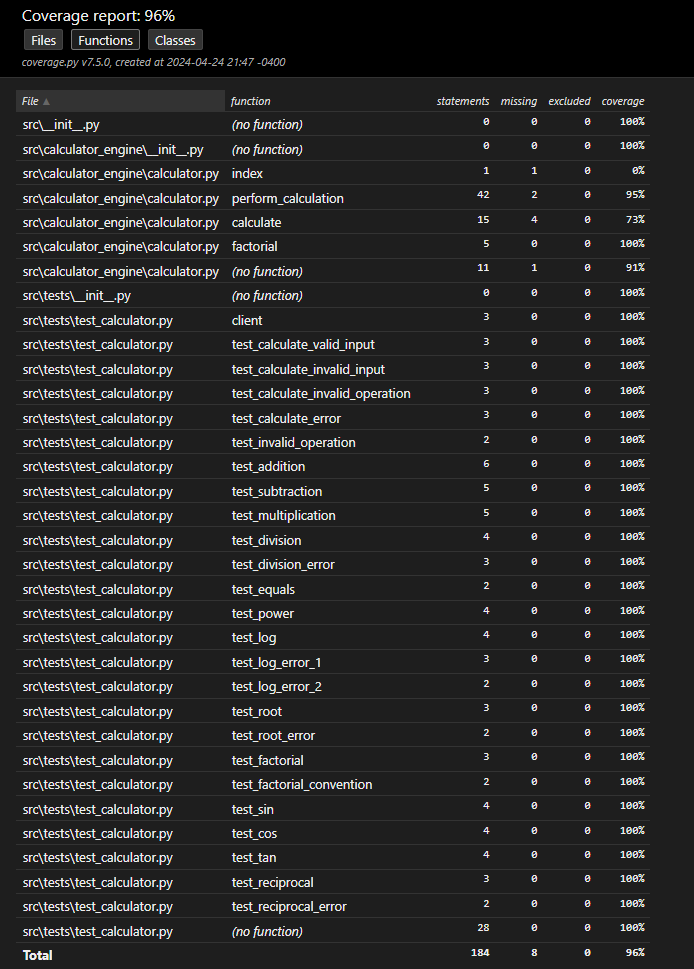 Coverage report: 96%
Files Functions Classes
coverage.py v7.5.0, created at 2024-04-24 21:47 -0400
File ▲ function statements missing excluded coverage
src\__init__.py (no function) 0 0 0 100%
src\calculator_engine\__init__.py (no function) 0 0 0 100%
src\calculator_engine\calculator.py index 1 1 0 0%
src\calculator_engine\calculator.py perform_calculation 42 2 0 95%
src\calculator_engine\calculator.py calculate 15 4 0 73%
src\calculator_engine\calculator.py factorial 5 0 0 100%
src\calculator_engine\calculator.py (no function) 11 1 0 91%
src\tests\__init__.py (no function) 0 0 0 100%
src\tests\test_calculator.py client 3 0 0 100%
src\tests\test_calculator.py test_calculate_valid_input 3 0 0 100%
src\tests\test_calculator.py test_calculate_invalid_input 3 0 0 100%
src\tests\test_calculator.py test_calculate_invalid_operation 3 0 0 100%
src\tests\test_calculator.py test_calculate_error 3 0 0 100%
src\tests\test_calculator.py test_invalid_operation 2 0 0 100%
src\tests\test_calculator.py test_addition 6 0 0 100%
src\tests\test_calculator.py test_subtraction 5 0 0 100%
src\tests\test_calculator.py test_multiplication 5 0 0 100%
src\tests\test_calculator.py test_division 4 0 0 100%
src\tests\test_calculator.py test_division_error 3 0 0 100%
src\tests\test_calculator.py test_equals 2 0 0 100%
src\tests\test_calculator.py test_power 4 0 0 100%
src\tests\test_calculator.py test_log 4 0 0 100%
src\tests\test_calculator.py test_log_error_1 3 0 0 100%
src\tests\test_calculator.py test_log_error_2 2 0 0 100%
src\tests\test_calculator.py test_root 3 0 0 100%
src\tests\test_calculator.py test_root_error 2 0 0 100%
src\tests\test_calculator.py test_factorial 3 0 0 100%
src\tests\test_calculator.py test_factorial_convention 2 0 0 100%
src\tests\test_calculator.py test_sin 4 0 0 100%
src\tests\test_calculator.py test_cos 4 0 0 100%
src\tests\test_calculator.py test_tan 4 0 0 100%
src\tests\test_calculator.py test_reciprocal 3 0 0 100%
src\tests\test_calculator.py test_reciprocal_error 2 0 0 100%
src\tests\test_calculator.py (no function) 28 0 0 100%
Total 184 8 0 96%